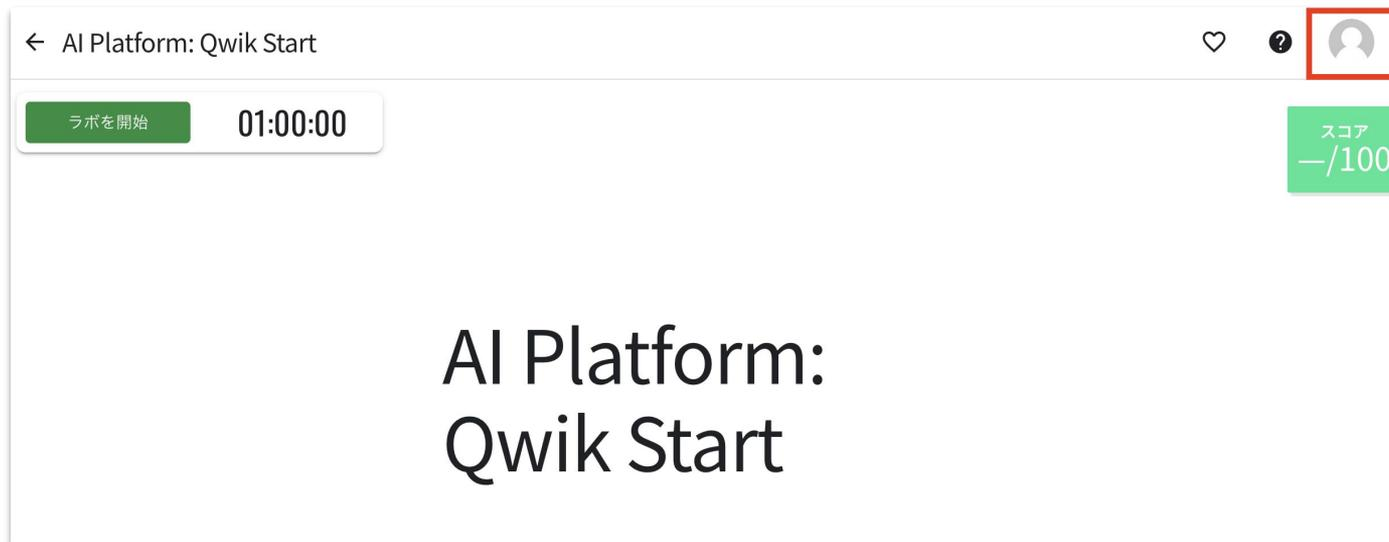 AI Platform: Qwik Start
ラボを開始
01:00:00
スコア
—/100
AI Platform:
Qwik Start